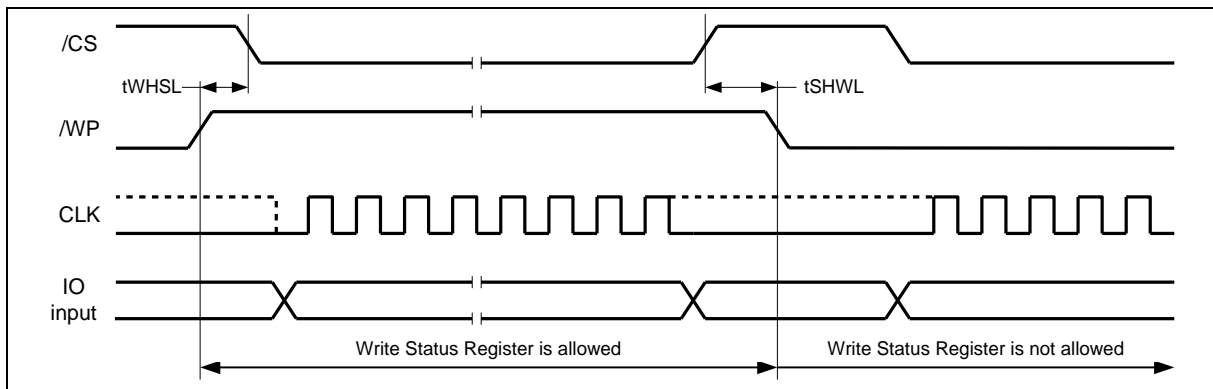 /CS
tWHSL
tSHWL
/WP
CLK
IO
input
Write Status Register is allowed
Write Status Register is not allowed